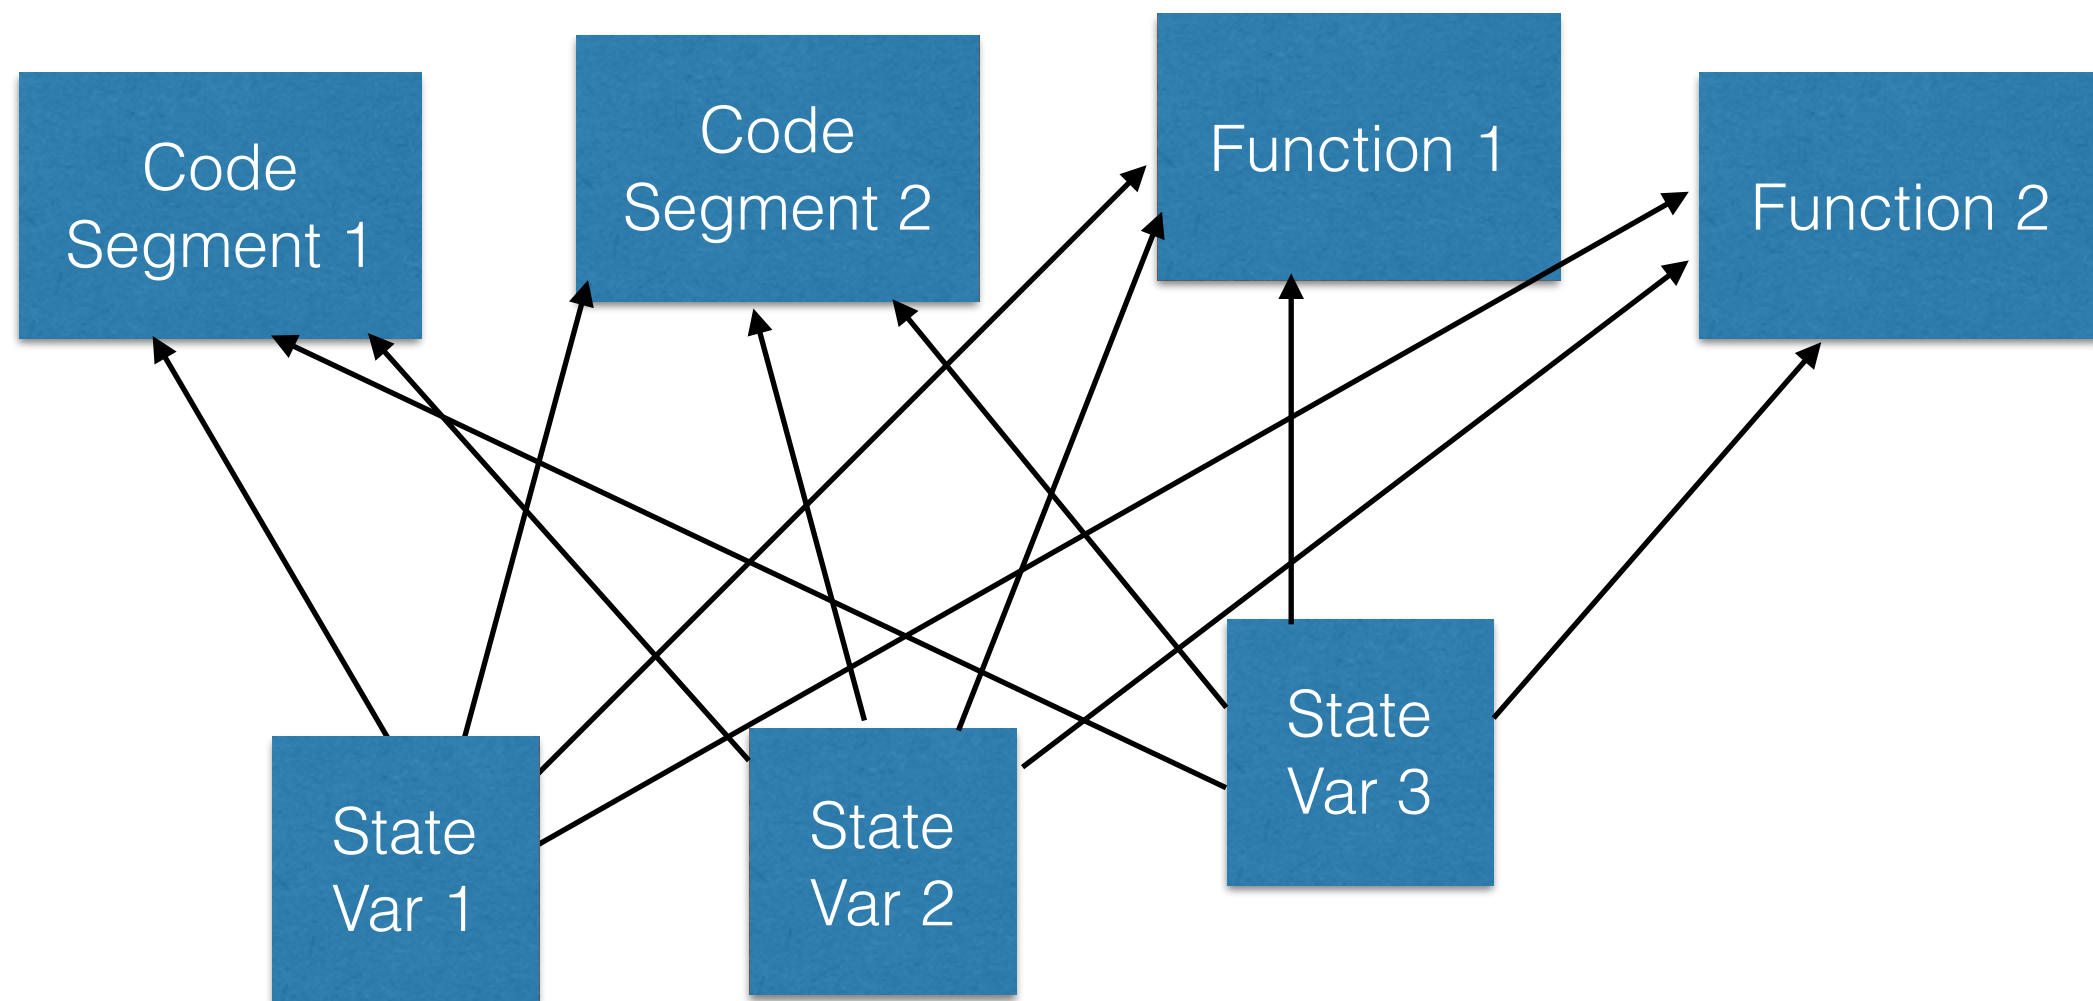 Code
Segment 1
Code
Segment 2
Function 1
Function 2
State
Var 1
State
Var 2
State
Var 3